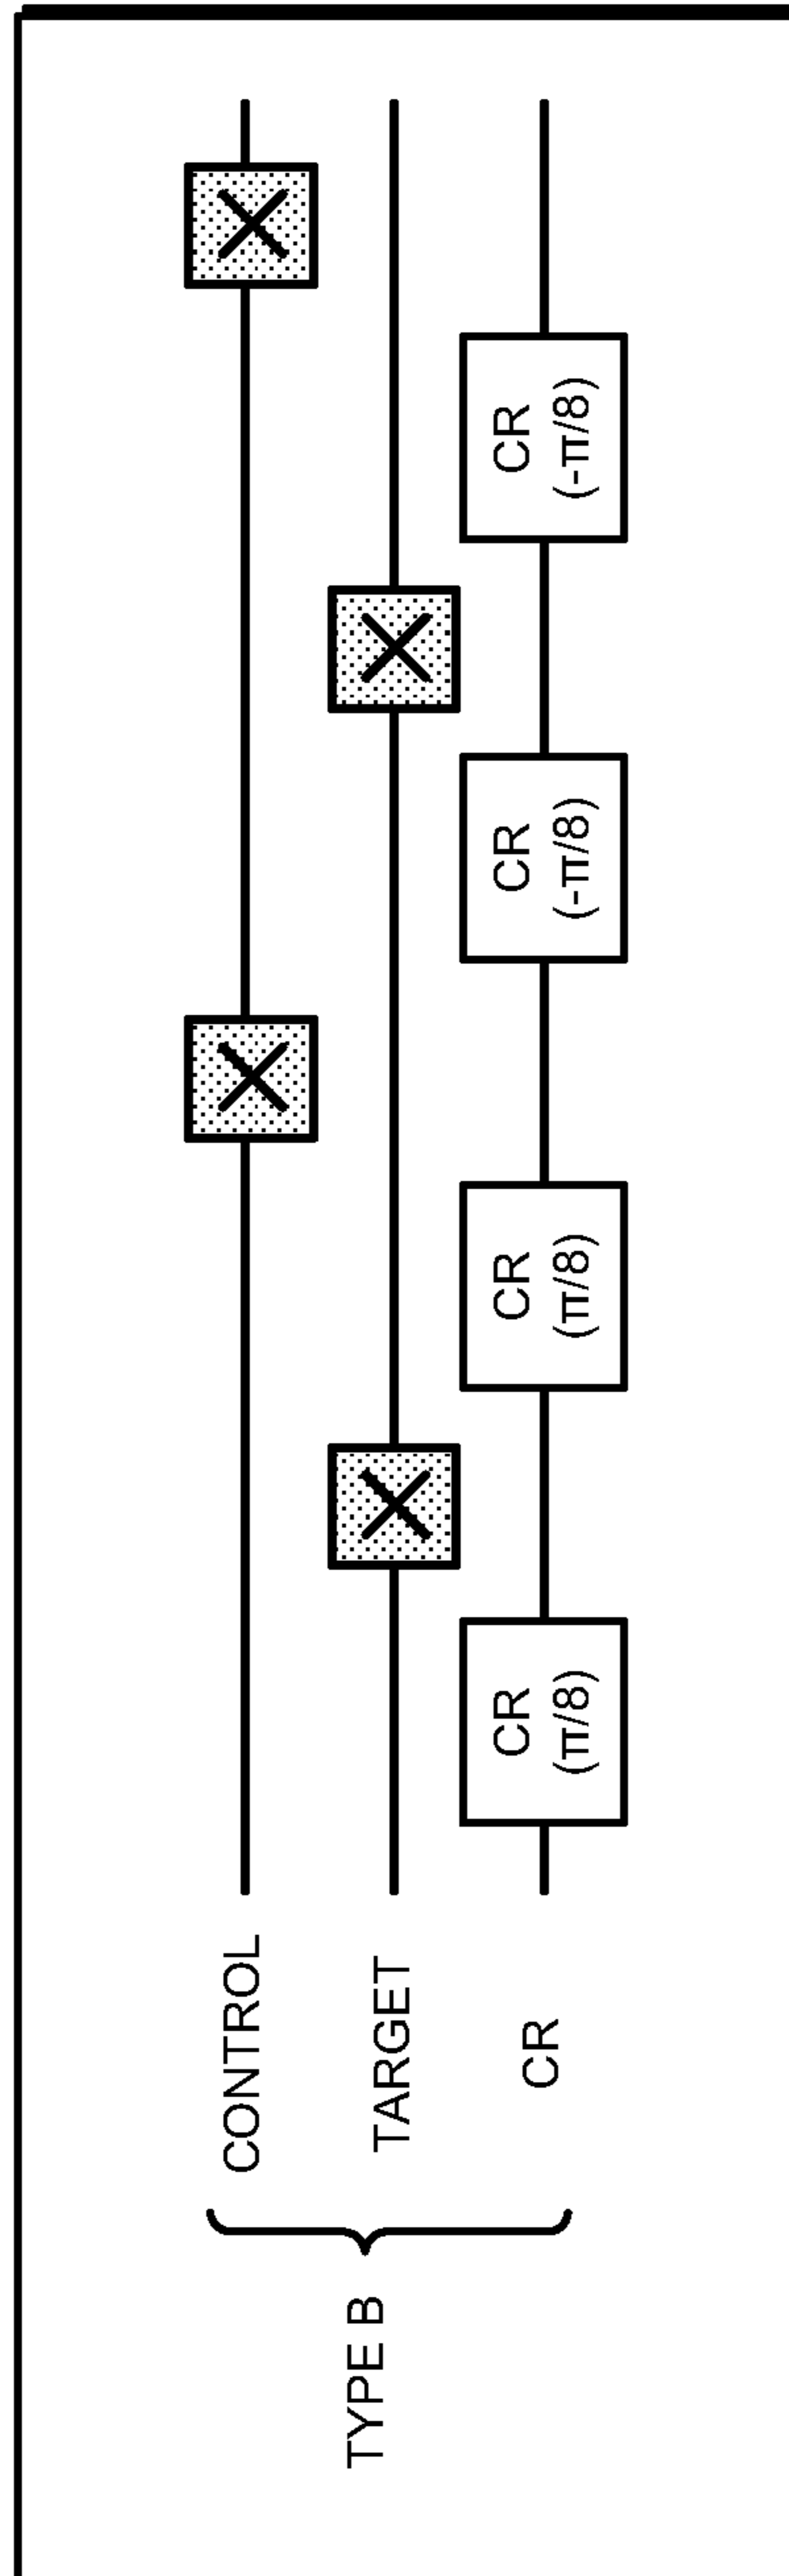 TYPE B
CONTROL
X
X
TARGET
X
X
CR
CR
(π/8)
CR
(π/8)
CR
(-π/8)
CR
(-π/8)